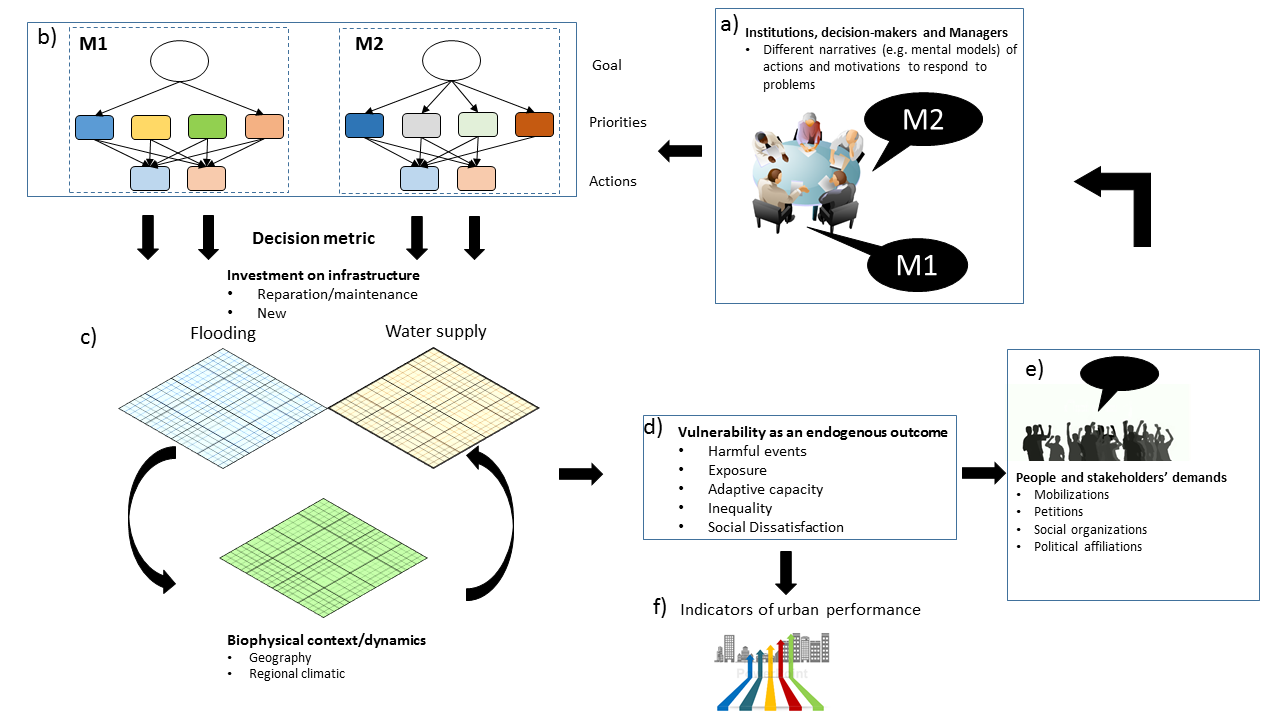 a)
Institutions, decision-makers and Managers
• Different narratives (e.g. mental models) of
actions and motivations to respond to
problems
M2
M1
b)
M1
M2
Goal
Priorities
Actions
Decision metric
Investment on infrastructure
• Reparation/maintenance
• New
c)
Flooding
Water supply
Biophysical context/dynamics
• Geography
• Regional climatic
d)
Vulnerability as an endogenous outcome
• Harmful events
• Exposure
• Adaptive capacity
• Inequality
• Social Dissatisfaction
e)
People and stakeholders’ demands
• Mobilizations
• Petitions
• Social organizations
• Political affiliations
f)
Indicators of urban performance